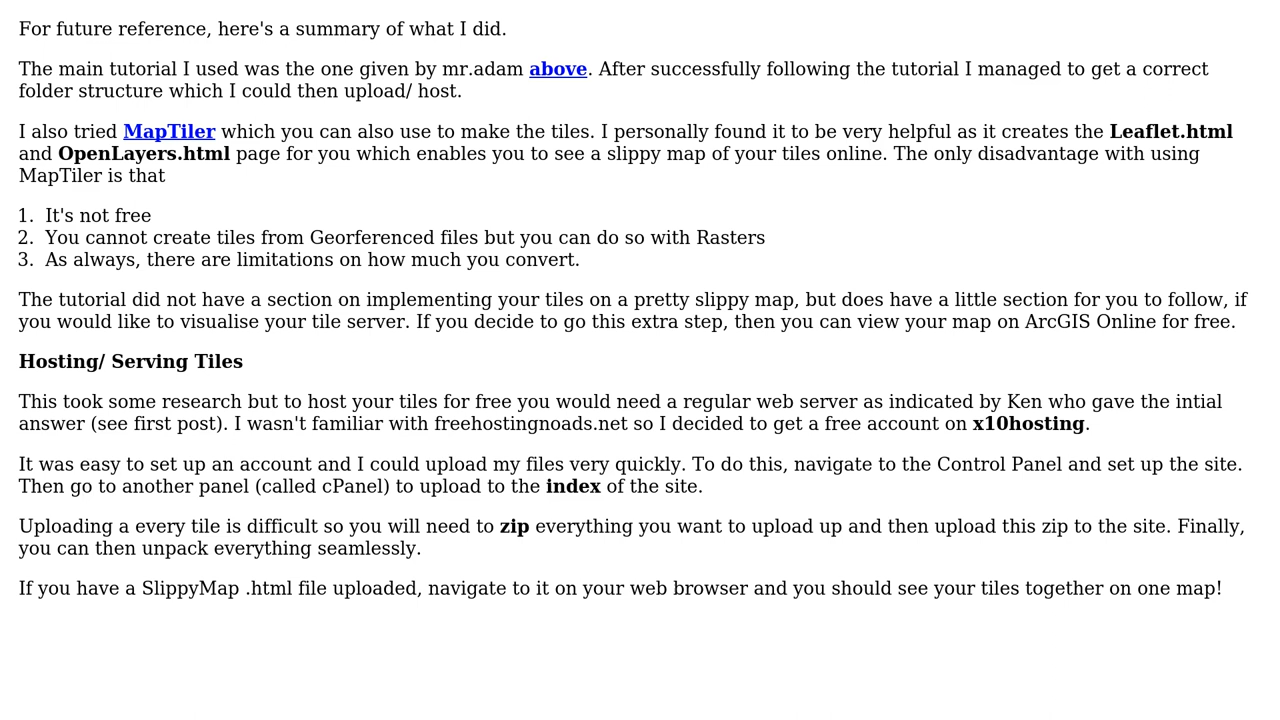 For future reference, here's a summary of what I did.
The main tutorial I used was the one given by mr.adam above. After successfully following the tutorial I managed to get a correct
folder structure which I could then upload/ host.
I also tried MapTiler which you can also use to make the tiles. I personally found it to be very helpful as it creates the Leaflet.html
and OpenLayers.html page for you which enables you to see a slippy map of your tiles online. The only disadvantage with using
MapTiler is that
1. It's not free
2. You cannot create tiles from Georferenced files but you can do so with Rasters
3. As always, there are limitations on how much you convert.
The tutorial did not have a section on implementing your tiles on a pretty slippy map, but does have a little section for you to follow, if
you would like to visualise your tile server. If you decide to go this extra step, then you can view your map on ArcGIS Online for free.
Hosting/ Serving Tiles
This took some research but to host your tiles for free you would need a regular web server as indicated by Ken who gave the intial
answer (see first post). I wasn't familiar with freehostingnoads.net so I decided to get a free account on x10hosting.
It was easy to set up an account and I could upload my files very quickly. To do this, navigate to the Control Panel and set up the site.
Then go to another panel (called cPanel) to upload to the index of the site.
Uploading a every tile is difficult so you will need to zip everything you want to upload up and then upload this zip to the site. Finally,
you can then unpack everything seamlessly.
If you have a SlippyMap .html file uploaded, navigate to it on your web browser and you should see your tiles together on one map!